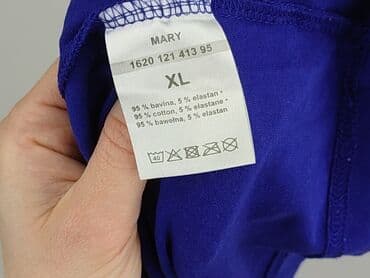 MARY
1620 121 413 95
XL
95 % bavlna, 5 % elastan *
95 % cotton, 5 % elastane *
95 % bawełna, 5 % elastan *
40